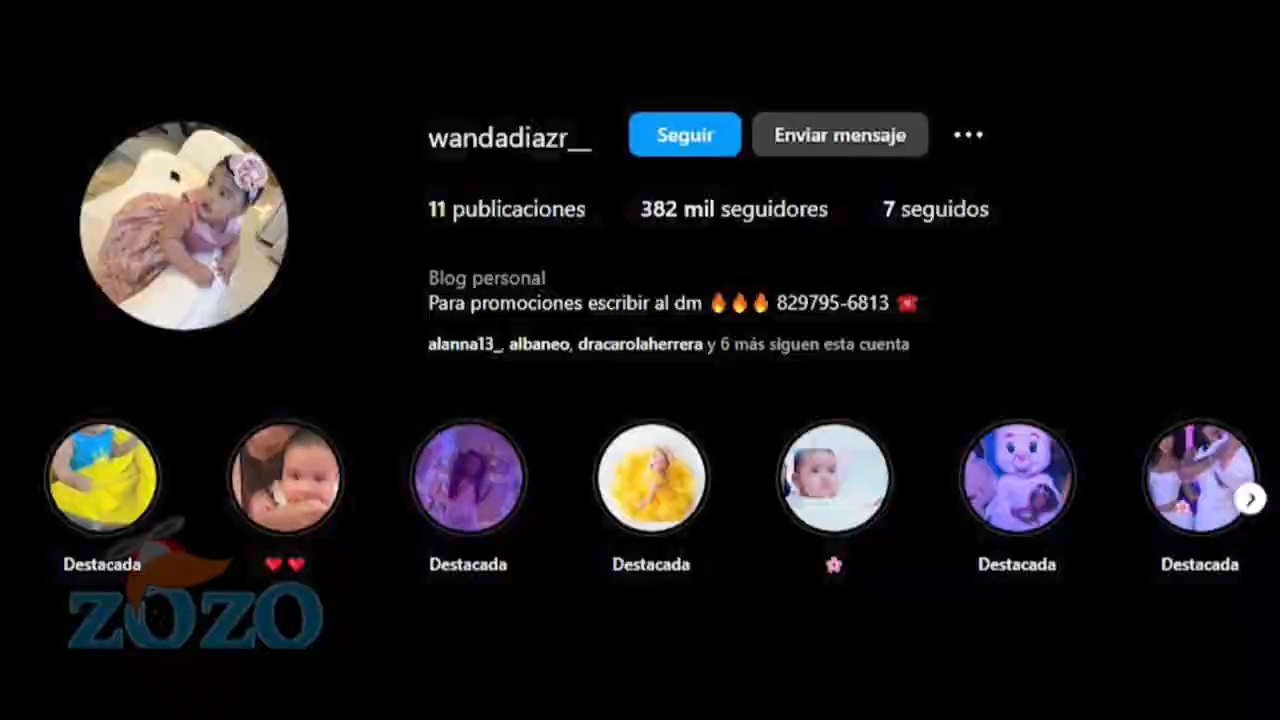 wandadiazr__ Seguir Enviar mensaje
11 publicaciones 382 mil seguidores 7 seguidos
Blog personal
Para promociones escribir al dm 🔥🔥🔥 829795-6813 ☎️
alanna13_, albaneo, dracarolaherrera y 6 más siguen esta cuenta
Destacada ❤️❤️ Destacada Destacada 🌸 Destacada Destacada
ZOZO